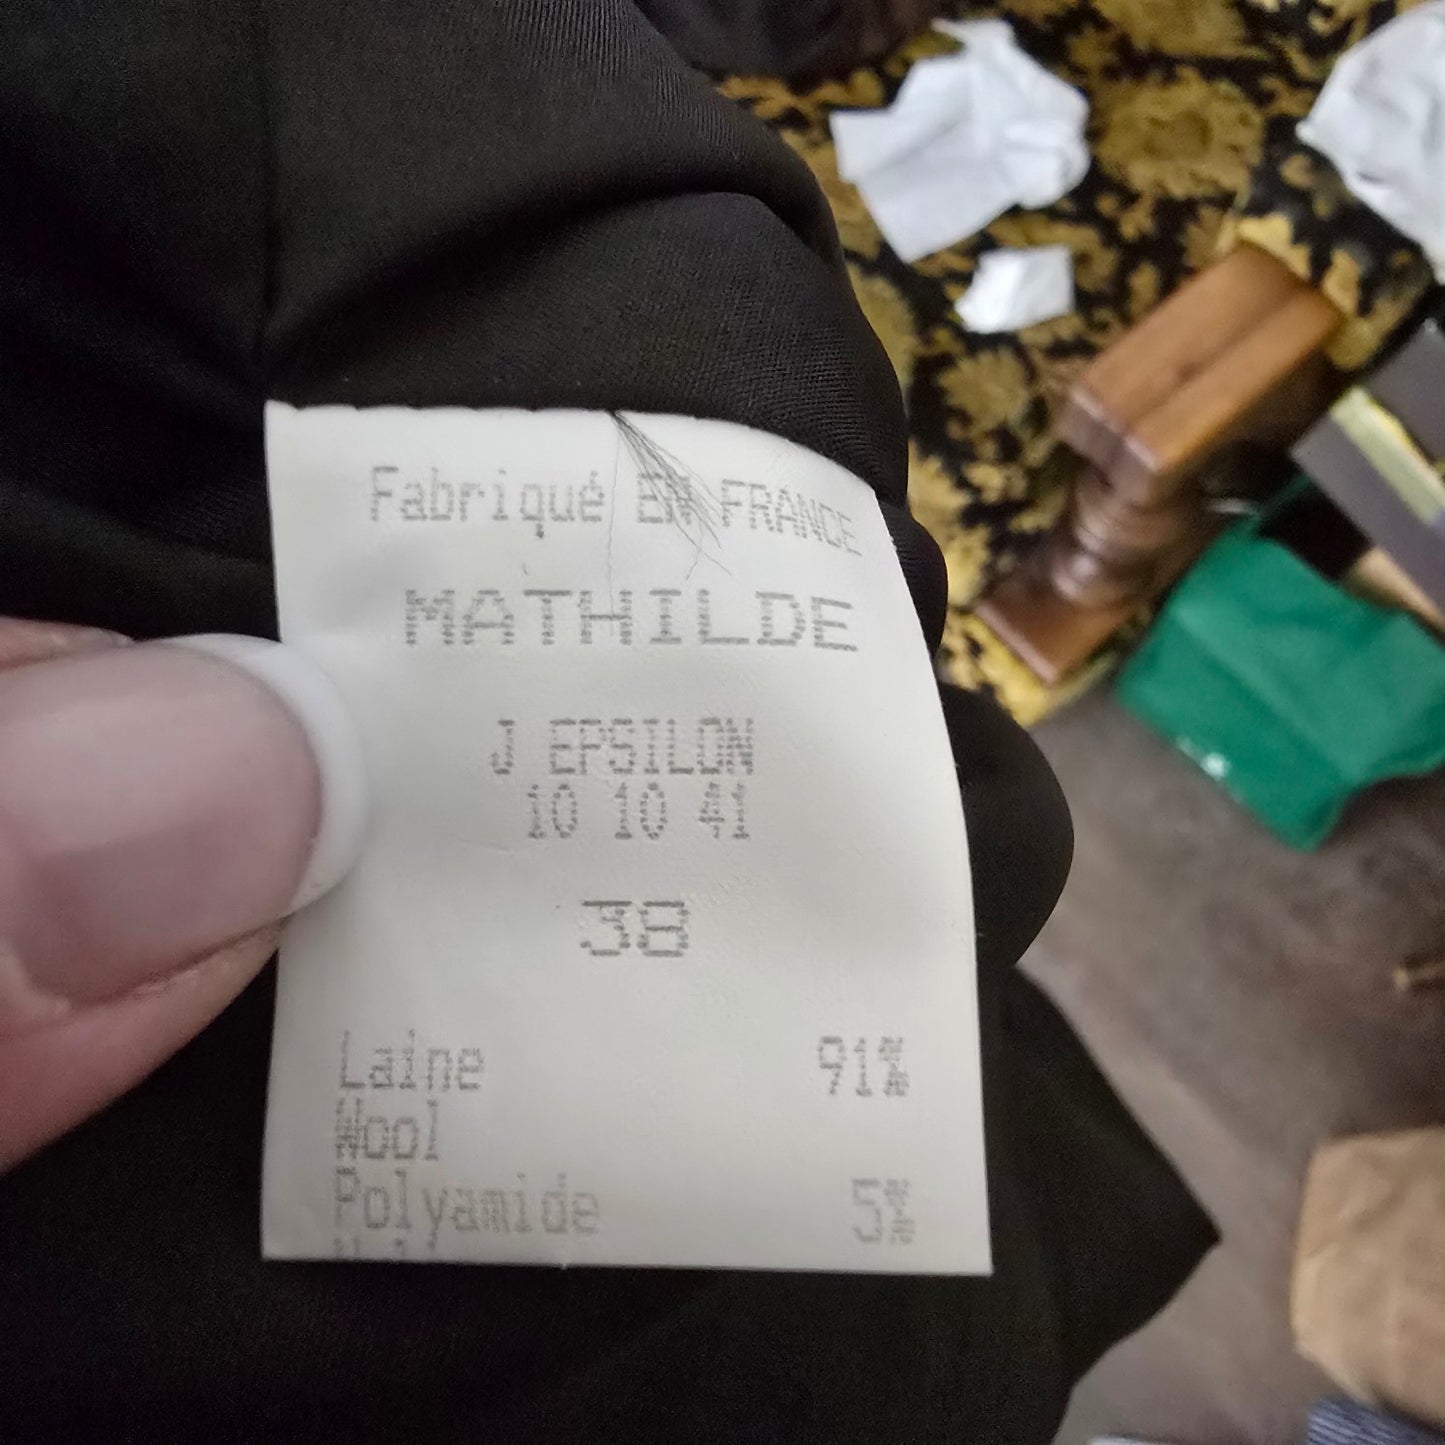 Fabriqué EN FRANCE
MATHILDE
J EPSILON
10 10 41
38
Laine 91%
Wool
Polyamide 5%